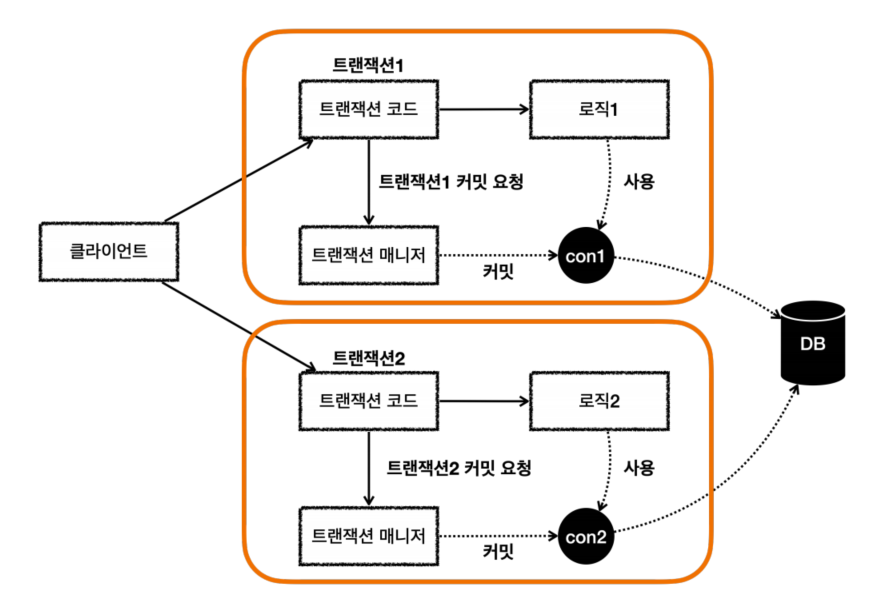 트랜잭션1
트랜잭션 코드
로직1
트랜잭션1 커밋 요청
사용
클라이언트
트랜잭션 매니저
커밋
con1
DB
트랜잭션2
트랜잭션 코드
로직2
트랜잭션2 커밋 요청
사용
트랜잭션 매니저
커밋
con2